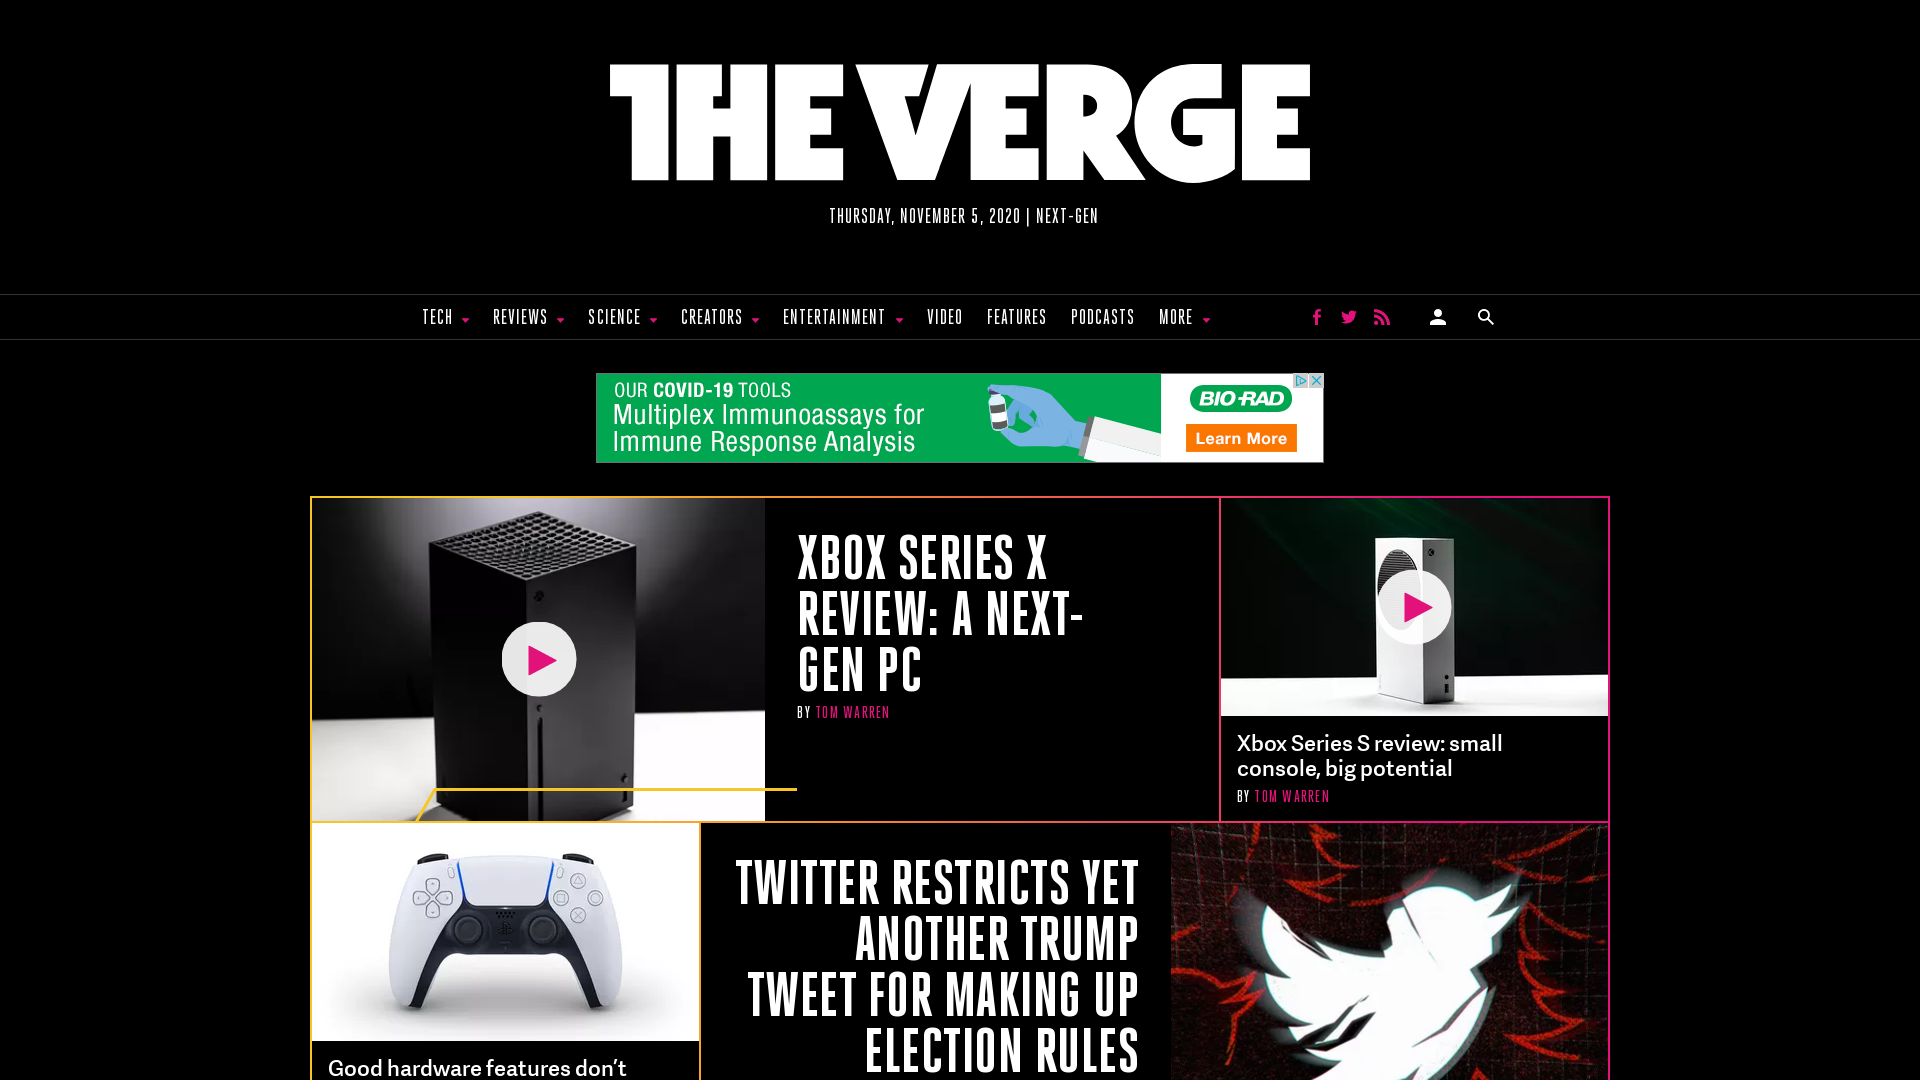 THE VERGE
THURSDAY, NOVEMBER 5, 2020 | NEXT-GEN
TECH REVIEWS SCIENCE CREATORS ENTERTAINMENT VIDEO FEATURES PODCASTS MORE
OUR COVID-19 TOOLS
Multiplex Immunoassays for
Immune Response Analysis
BIO-RAD
Learn More
XBOX SERIES X
REVIEW: A NEXT-
GEN PC
BY TOM WARREN
Xbox Series S review: small
console, big potential
BY TOM WARREN
Good hardware features don’t
TWITTER RESTRICTS YET
ANOTHER TRUMP
TWEET FOR MAKING UP
ELECTION RULES